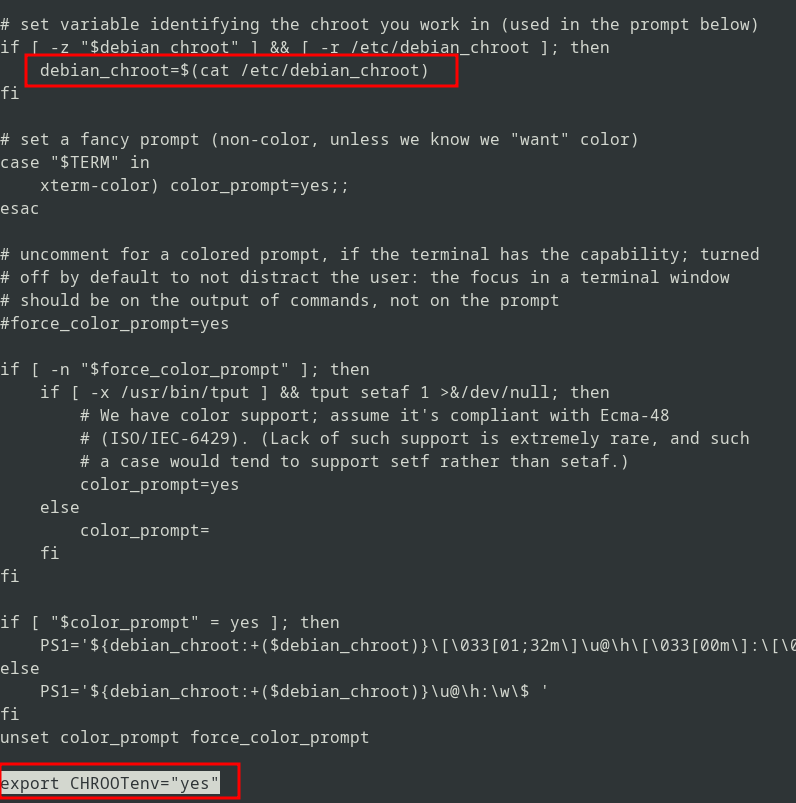 # set variable identifying the chroot you work in (used in the prompt below)
if [ -z "$debian_chroot" ] && [ -r /etc/debian_chroot ]; then
    debian_chroot=$(cat /etc/debian_chroot)
fi

# set a fancy prompt (non-color, unless we know we "want" color)
case "$TERM" in
    xterm-color) color_prompt=yes;;
esac

# uncomment for a colored prompt, if the terminal has the capability; turned
# off by default to not distract the user: the focus in a terminal window
# should be on the output of commands, not on the prompt
#force_color_prompt=yes

if [ -n "$force_color_prompt" ]; then
    if [ -x /usr/bin/tput ] && tput setaf 1 >&/dev/null; then
        # We have color support; assume it's compliant with Ecma-48
        # (ISO/IEC-6429). (Lack of such support is extremely rare, and such
        # a case would tend to support setf rather than setaf.)
        color_prompt=yes
    else
        color_prompt=
    fi
fi

if [ "$color_prompt" = yes ]; then
    PS1='${debian_chroot:+($debian_chroot)}\[\033[01;32m\]\u@\h\[\033[00m\]:\[\0
else
    PS1='${debian_chroot:+($debian_chroot)}\u@\h:\w\$ '
fi
unset color_prompt force_color_prompt

export CHROOTenv="yes"